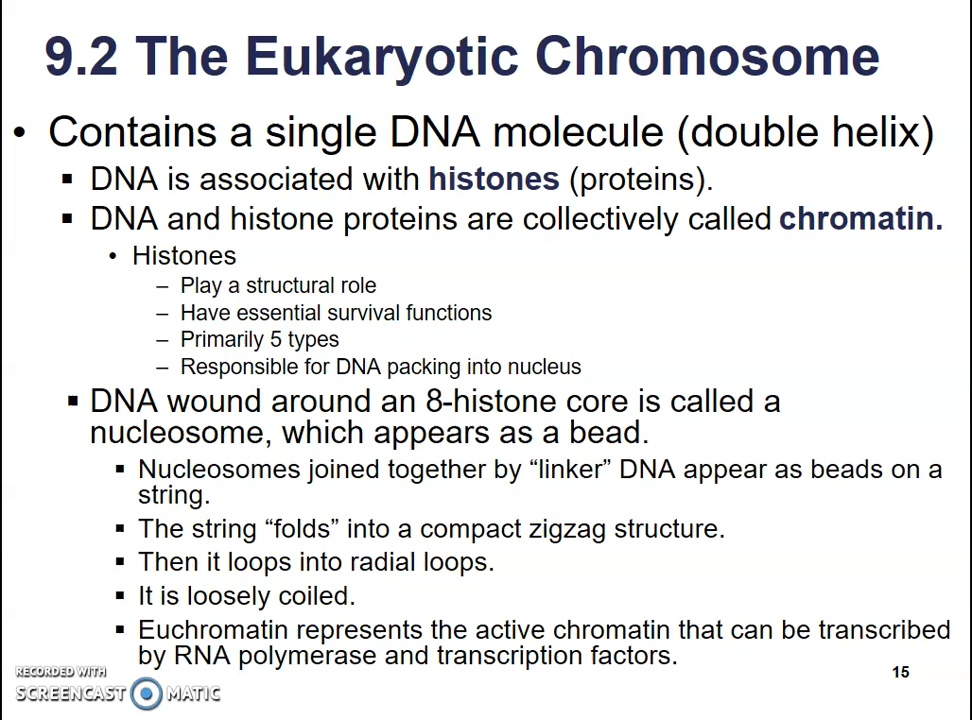 9.2 The Eukaryotic Chromosome
• Contains a single DNA molecule (double helix)
▪ DNA is associated with histones (proteins).
▪ DNA and histone proteins are collectively called chromatin.
• Histones
– Play a structural role
– Have essential survival functions
– Primarily 5 types
– Responsible for DNA packing into nucleus
▪ DNA wound around an 8-histone core is called a
nucleosome, which appears as a bead.
▪ Nucleosomes joined together by “linker” DNA appear as beads on a
string.
▪ The string “folds” into a compact zigzag structure.
▪ Then it loops into radial loops.
▪ It is loosely coiled.
▪ Euchromatin represents the active chromatin that can be transcribed
by RNA polymerase and transcription factors.
15
RECORDED WITH
SCREENCAST MATIC